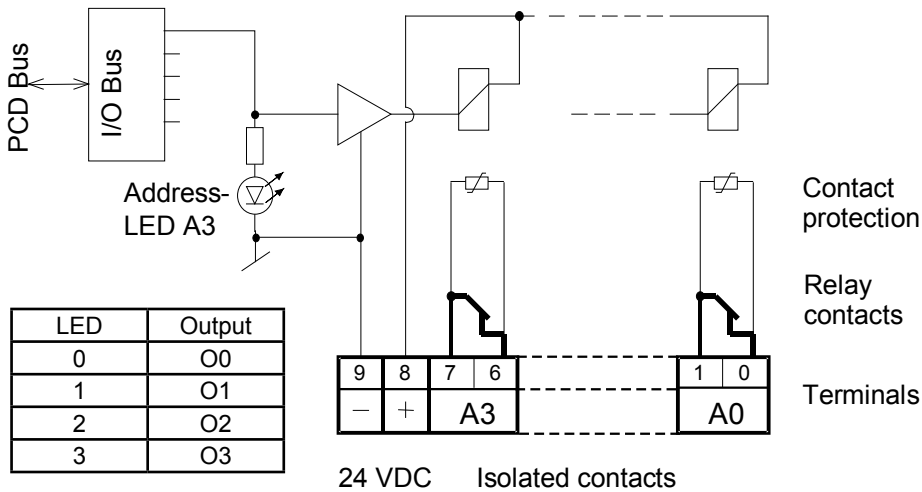 PCD Bus
I/O Bus
Address-
LED A3
Contact
protection
Relay
contacts
LED Output
0 O0
1 O1
2 O2
3 O3
9 8 7 6 1 0
− + A3 A0
Terminals
24 VDC Isolated contacts